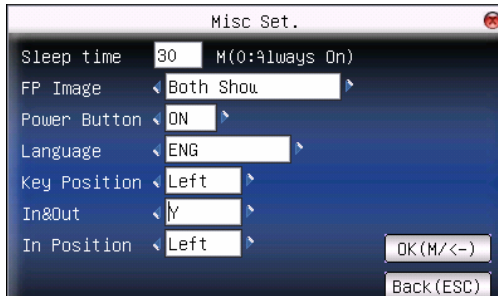 Misc Set.
Sleep time 30 M(0:Always On)
FP Image Both Show
Power Button ON
Language ENG
Key Position Left
In&Out Y
In Position Left
OK(M/<-)
Back(ESC)